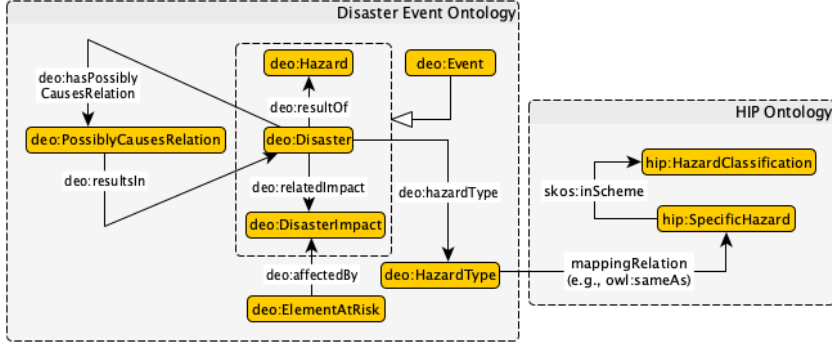 Disaster Event Ontology
deo:Hazard
deo:Event
deo:hasPossibly
CausesRelation
deo:resultOf
HIP Ontology
deo:PossiblyCausesRelation
deo:Disaster
hip:HazardClassification
deo:resultsIn
deo:relatedImpact
deo:hazardType
skos:inScheme
deo:DisasterImpact
hip:SpecificHazard
deo:affectedBy
deo:HazardType
mappingRelation
(e.g., owl:sameAs)
deo:ElementAtRisk